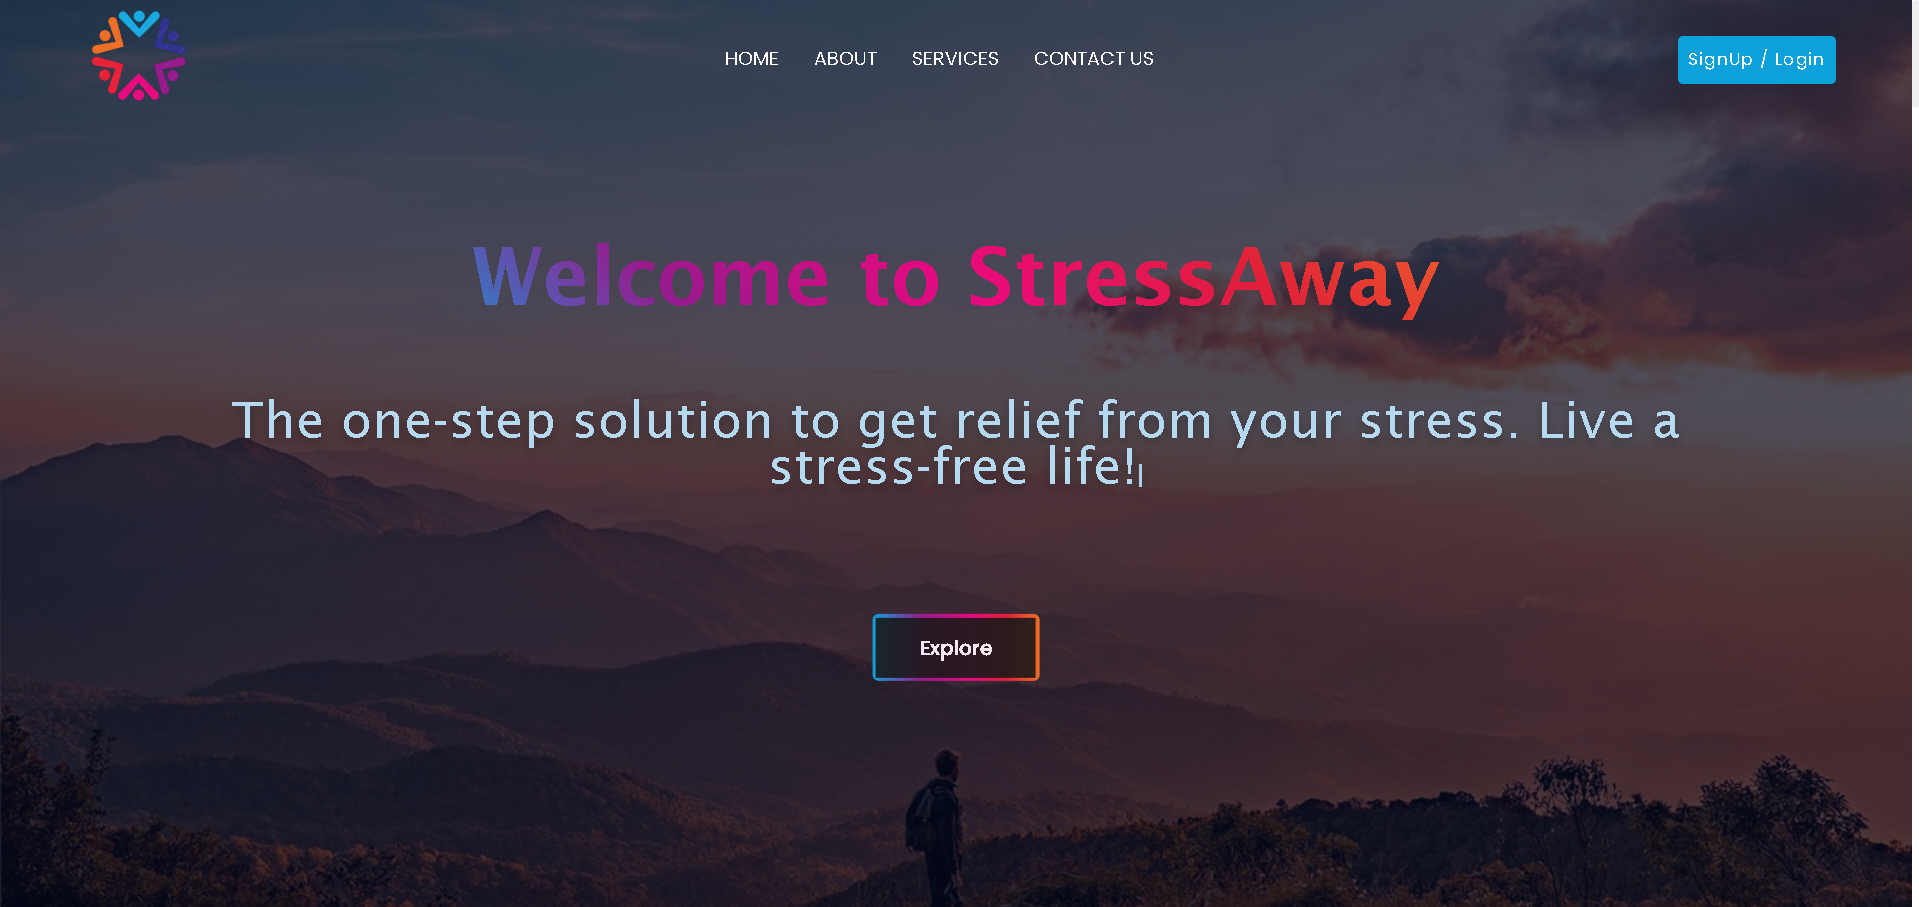 HOME ABOUT SERVICES CONTACT US SignUp / Login
Welcome to StressAway
The one-step solution to get relief from your stress. Live a
stress-free life!|
Explore